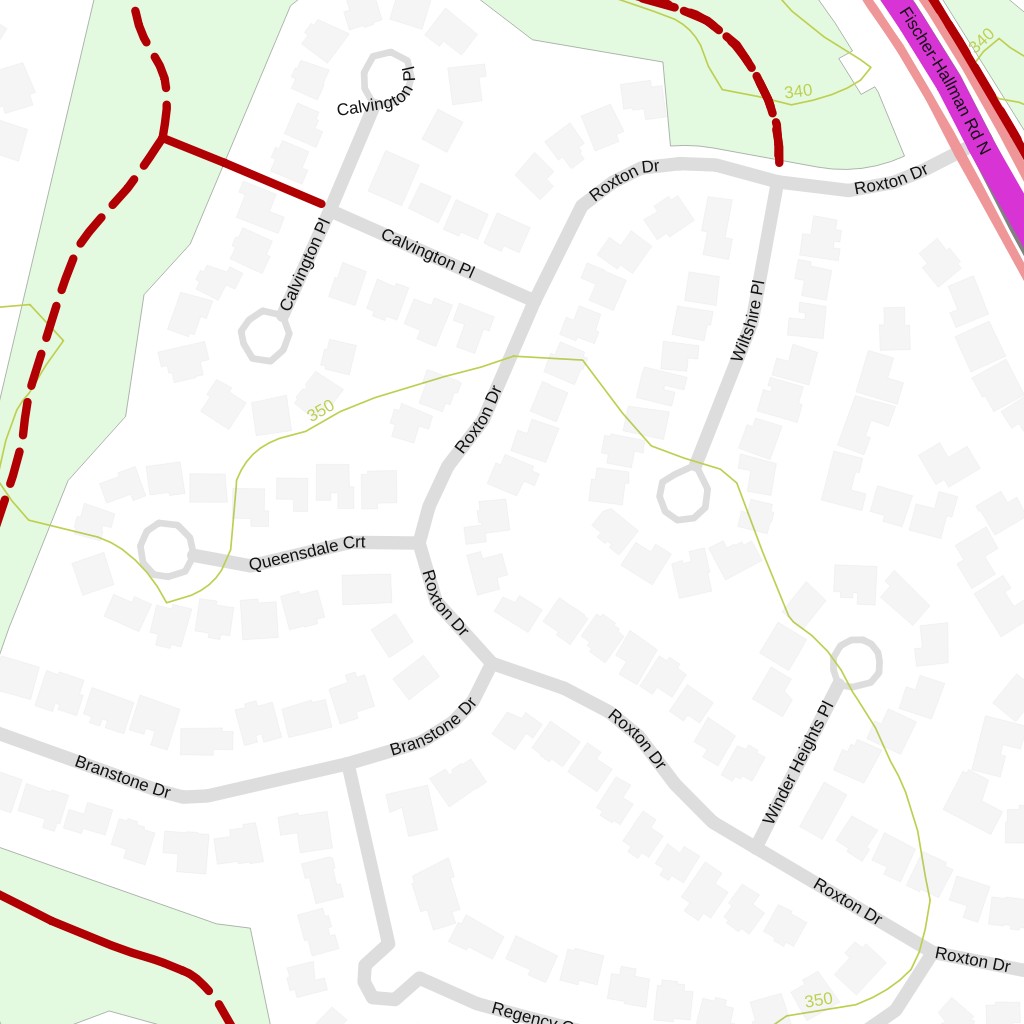 Fischer-Hallman Rd N
340
Calvington Pl
340
Roxton Dr
Roxton Dr
Calvington Pl
Calvington Pl
Wiltshire Pl
350
Roxton Dr
Queensdale Crt
Roxton Dr
Branstone Dr
Roxton Dr
Winder Heights Pl
Branstone Dr
Roxton Dr
Roxton Dr
350
Regency